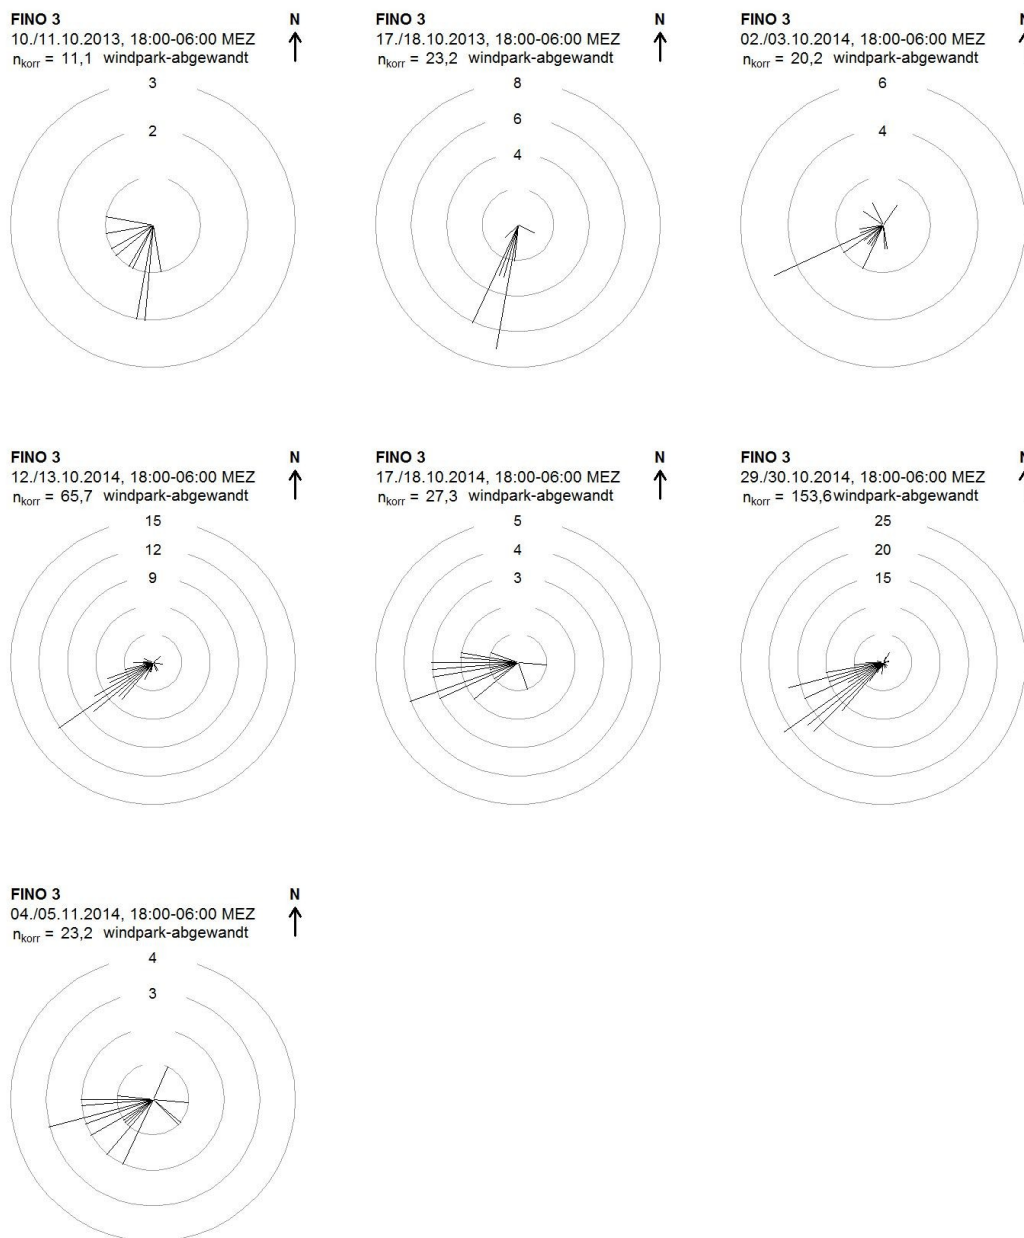 FINO 3 N
10./11.10.2013, 18:00-06:00 MEZ
nkorr = 11,1 windpark-abgewandt
3
2
FINO 3 N
17./18.10.2013, 18:00-06:00 MEZ
nkorr = 23,2 windpark-abgewandt
8
6
4
FINO 3 N
02./03.10.2014, 18:00-06:00 MEZ
nkorr = 20,2 windpark-abgewandt
6
4
FINO 3 N
12./13.10.2014, 18:00-06:00 MEZ
nkorr = 65,7 windpark-abgewandt
15
12
9
FINO 3 N
17./18.10.2014, 18:00-06:00 MEZ
nkorr = 27,3 windpark-abgewandt
5
4
3
FINO 3 N
29./30.10.2014, 18:00-06:00 MEZ
nkorr = 153,6 windpark-abgewandt
25
20
15
FINO 3 N
04./05.11.2014, 18:00-06:00 MEZ
nkorr = 23,2 windpark-abgewandt
4
3